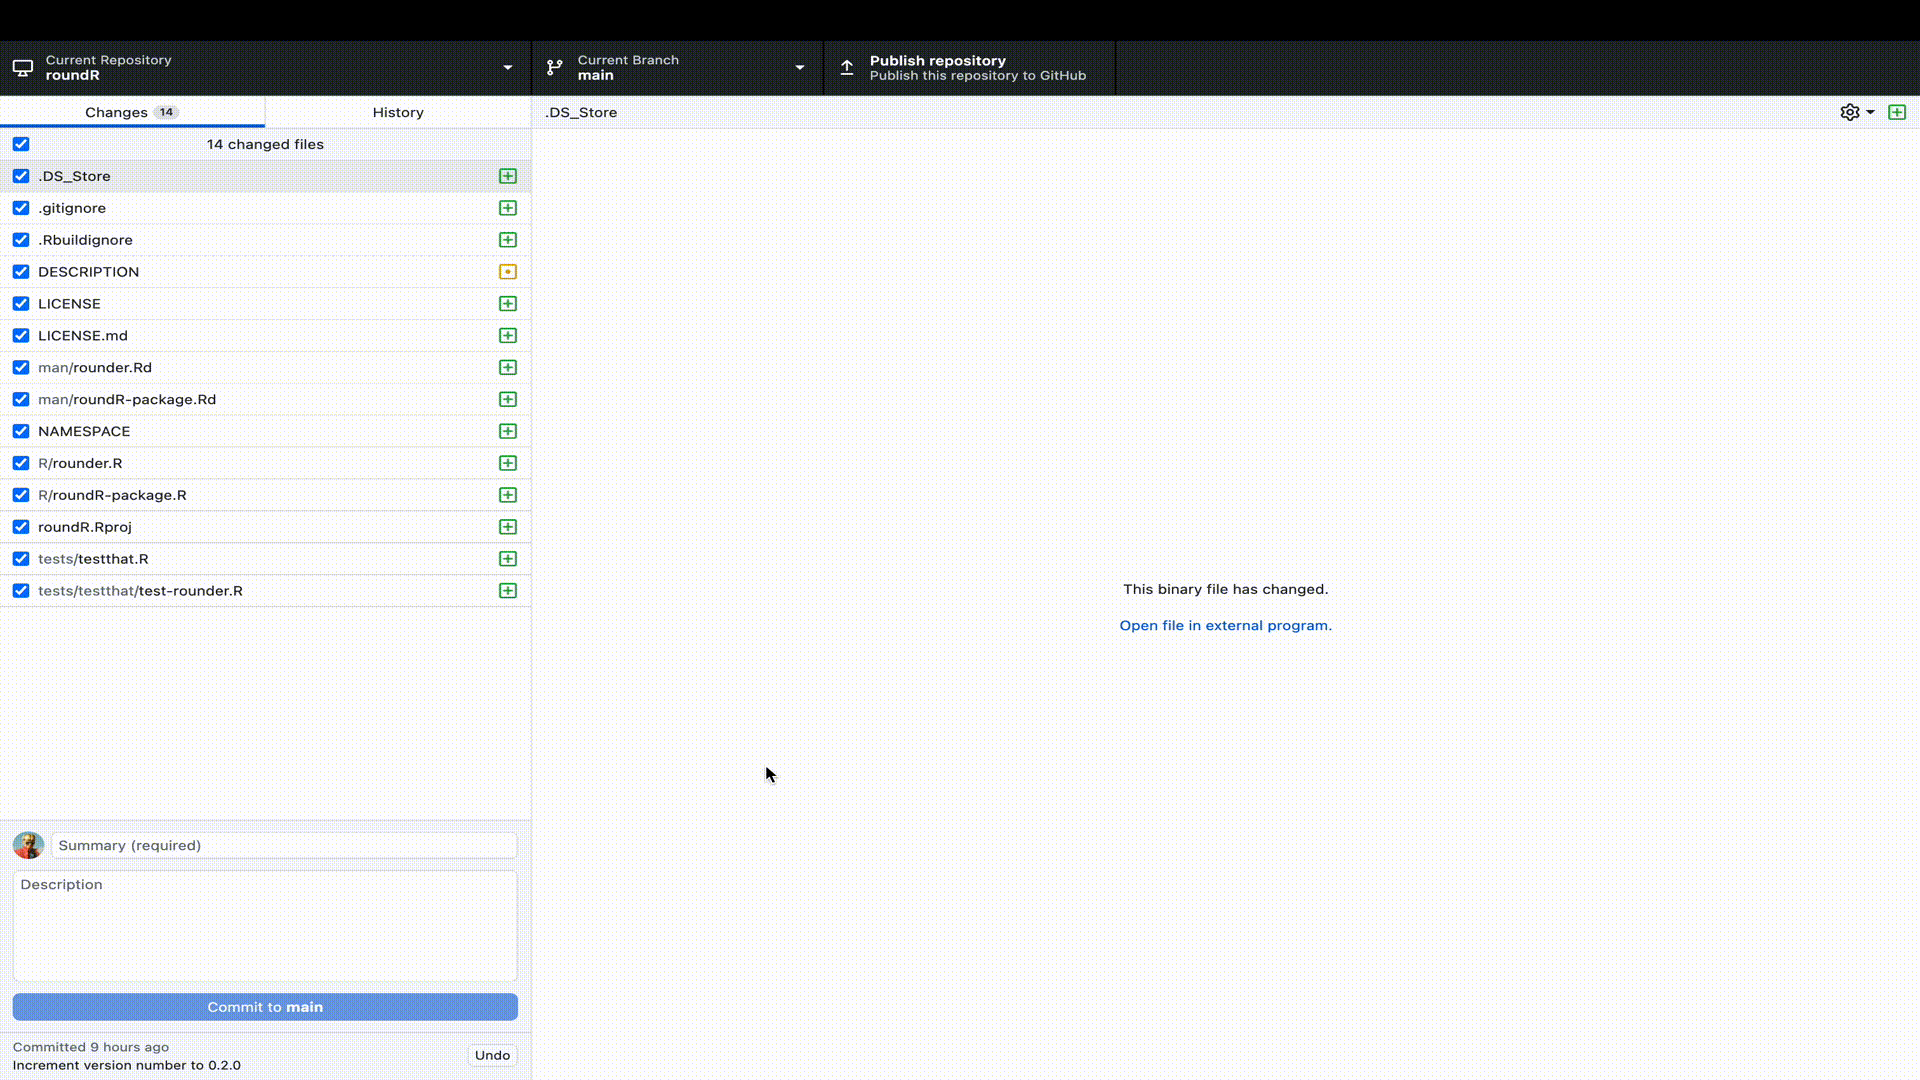 Current Repository
roundR
Current Branch
main
Publish repository
Publish this repository to GitHub
Changes 14
History
.DS_Store
14 changed files
.DS_Store
.gitignore
.Rbuildignore
DESCRIPTION
LICENSE
LICENSE.md
man/rounder.Rd
man/roundR-package.Rd
NAMESPACE
R/rounder.R
R/roundR-package.R
roundR.Rproj
tests/testthat.R
tests/testthat/test-rounder.R
This binary file has changed.
Open file in external program.
Summary (required)
Description
Commit to main
Committed 9 hours ago
Increment version number to 0.2.0
Undo